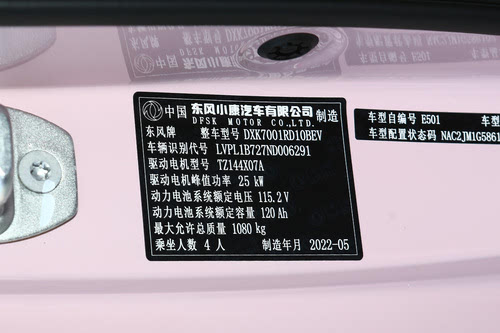 中国 东风小康汽车有限公司 制造
DFSK MOTOR CO.,LTD.
东风牌 整车型号 DXK7001RD10BEV
车辆识别代号 LVPL1B727ND006291
驱动电机型号 TZ144X07A
驱动电机峰值功率 25 kW
动力电池系统额定电压 115.2 V
动力电池系统额定容量 120 Ah
最大允许总质量 1080 kg
乘坐人数 4 人 制造年月 2022-05
车型自编号 E501 车型
车型配置状态码 NAC2JM1G5861